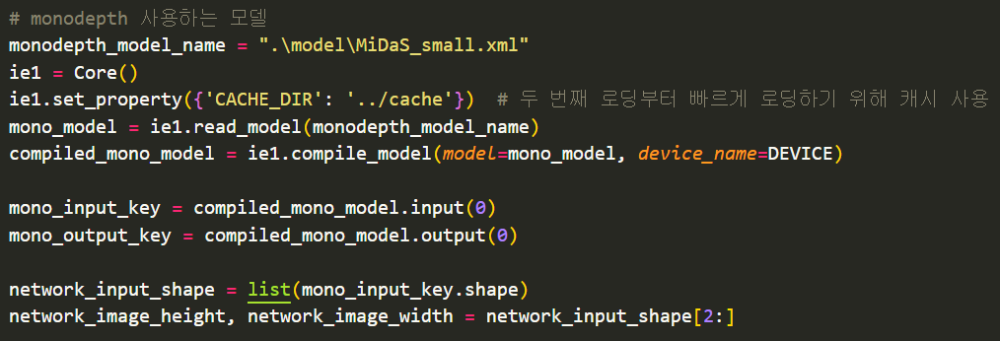 # monodepth 사용하는 모델
monodepth_model_name = ".\model\MiDaS_small.xml"
ie1 = Core()
ie1.set_property({'CACHE_DIR': '../cache'})  # 두 번째 로딩부터 빠르게 로딩하기 위해 캐시 사용
mono_model = ie1.read_model(monodepth_model_name)
compiled_mono_model = ie1.compile_model(model=mono_model, device_name=DEVICE)
mono_input_key = compiled_mono_model.input(0)
mono_output_key = compiled_mono_model.output(0)
network_input_shape = list(mono_input_key.shape)
network_image_height, network_image_width = network_input_shape[2:]